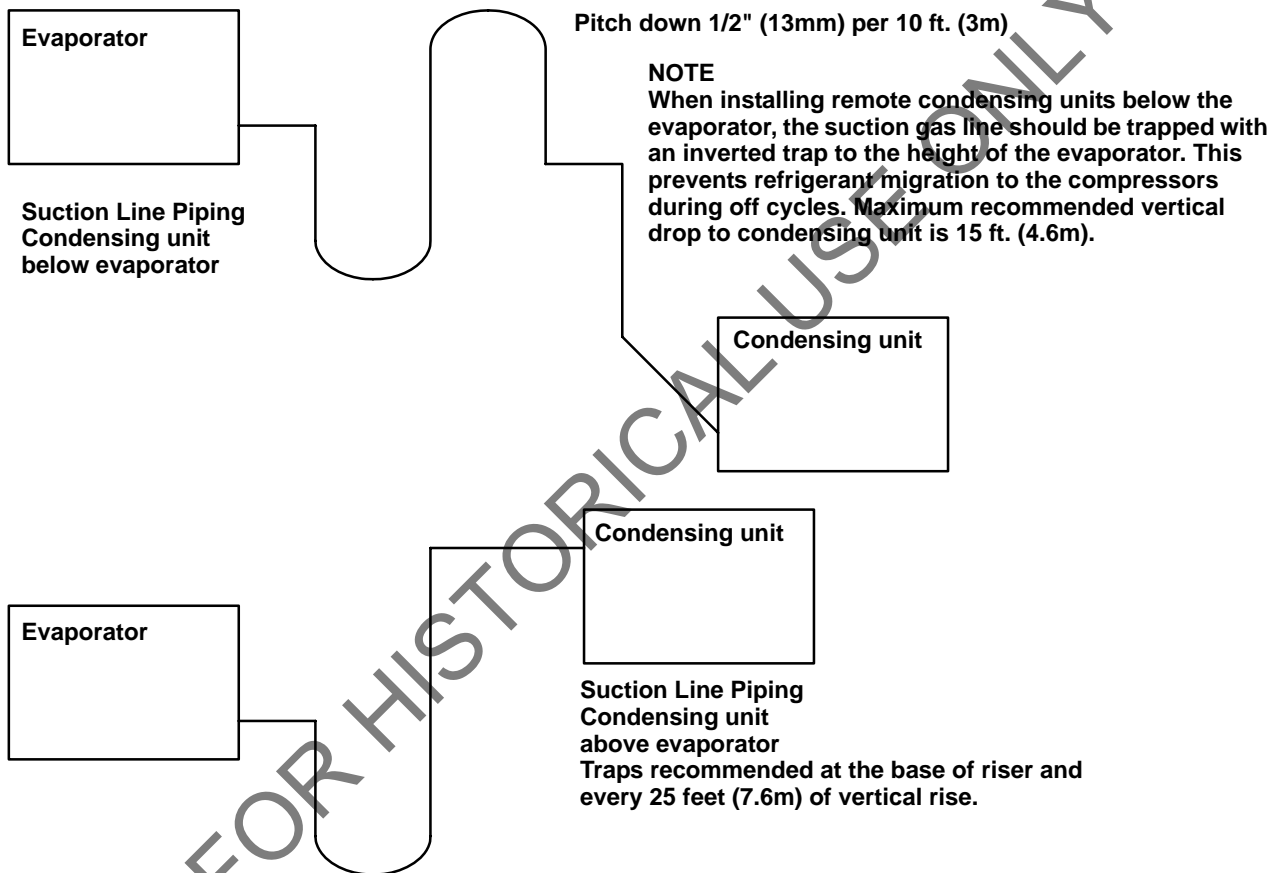 Evaporator
Pitch down 1/2" (13mm) per 10 ft. (3m)
NOTE
When installing remote condensing units below the
evaporator, the suction gas line should be trapped with
an inverted trap to the height of the evaporator. This
prevents refrigerant migration to the compressors
during off cycles. Maximum recommended vertical
drop to condensing unit is 15 ft. (4.6m).
Suction Line Piping
Condensing unit
below evaporator
Condensing unit
Condensing unit
Evaporator
Suction Line Piping
Condensing unit
above evaporator
Traps recommended at the base of riser and
every 25 feet (7.6m) of vertical rise.
FOR HISTORICAL USE ONLY